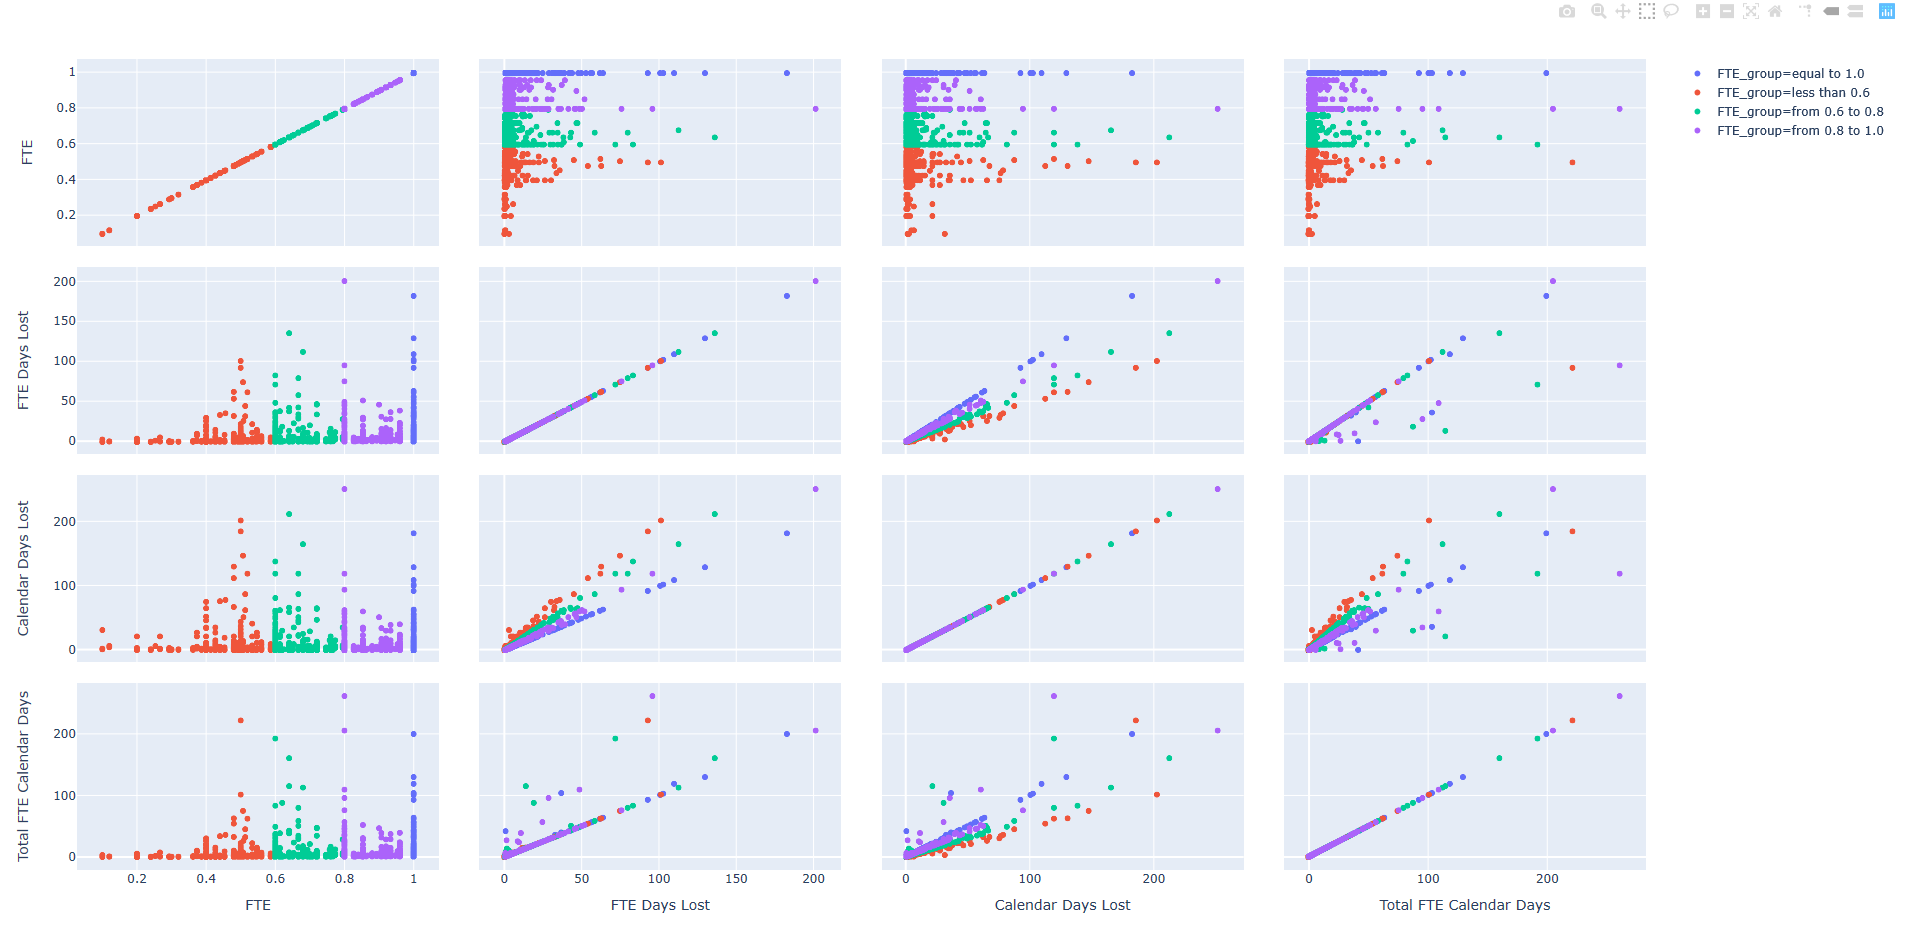 FTE_group=equal to 1.0
FTE_group=less than 0.6
FTE_group=from 0.6 to 0.8
FTE_group=from 0.8 to 1.0
FTE
1
0.8
0.6
0.4
0.2
FTE Days Lost
200
150
100
50
0
Calendar Days Lost
200
100
0
Total FTE Calendar Days
200
100
0
0.2 0.4 0.6 0.8 1
0 50 100 150 200
0 100 200
0 100 200
FTE
FTE Days Lost
Calendar Days Lost
Total FTE Calendar Days